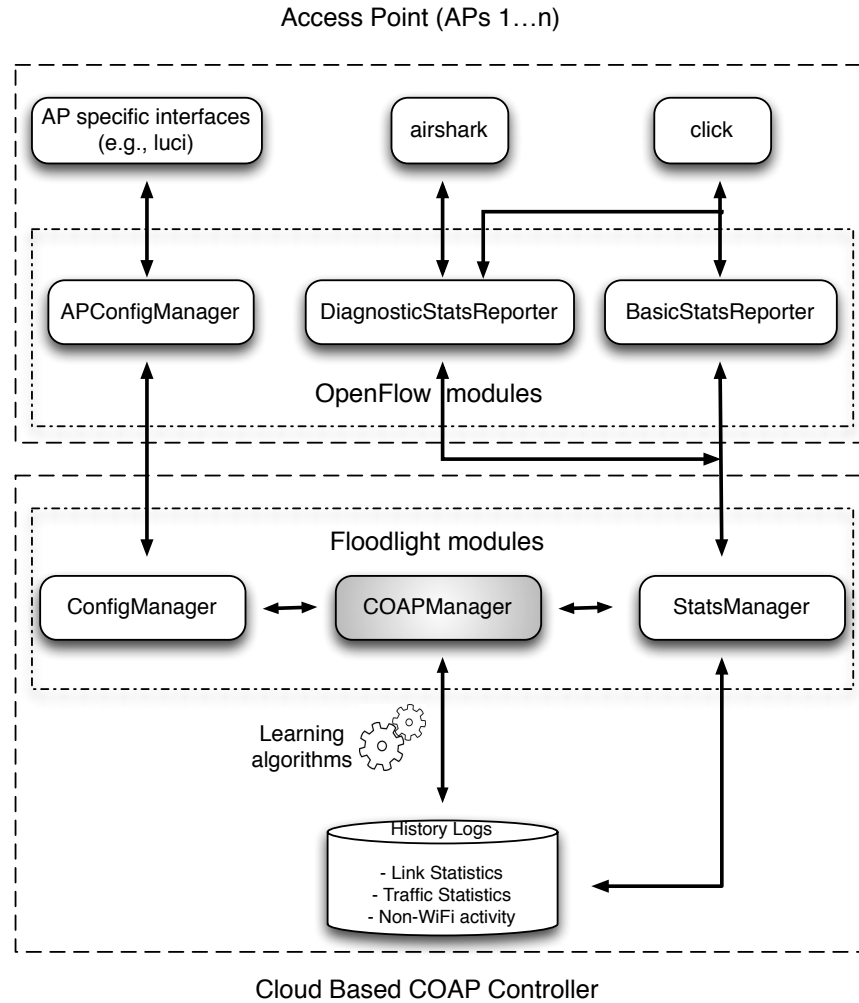 Access Point (APs 1…n)
AP specific interfaces
(e.g., luci)
airshark
click
APConfigManager
DiagnosticStatsReporter
BasicStatsReporter
OpenFlow modules
Floodlight modules
ConfigManager
COAPManager
StatsManager
Learning
algorithms
History Logs
- Link Statistics
- Traffic Statistics
- Non-WiFi activity
Cloud Based COAP Controller